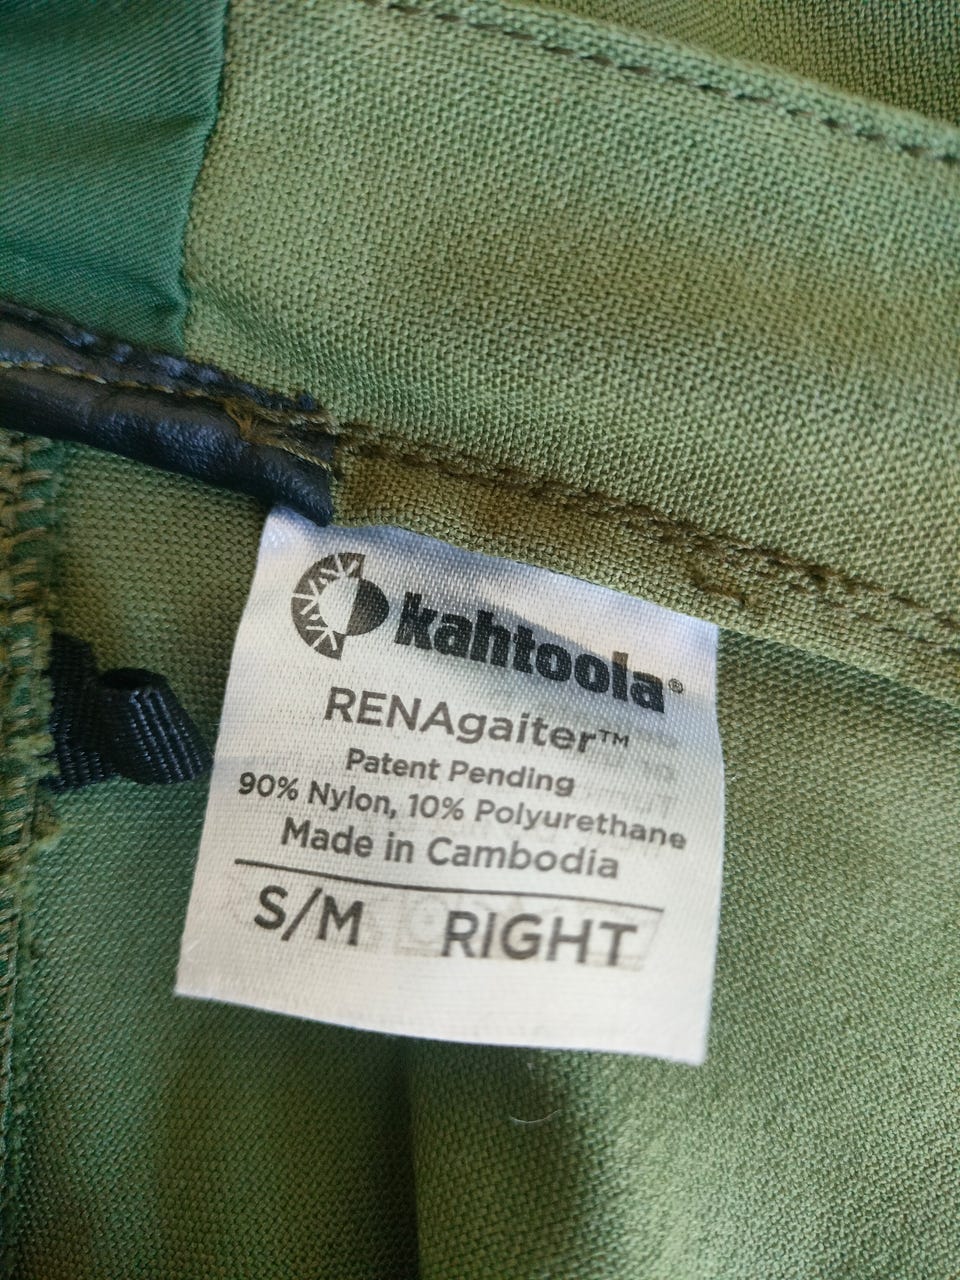 kahtoola®
RENAgaiter™
Patent Pending
90% Nylon, 10% Polyurethane
Made in Cambodia
S/M RIGHT